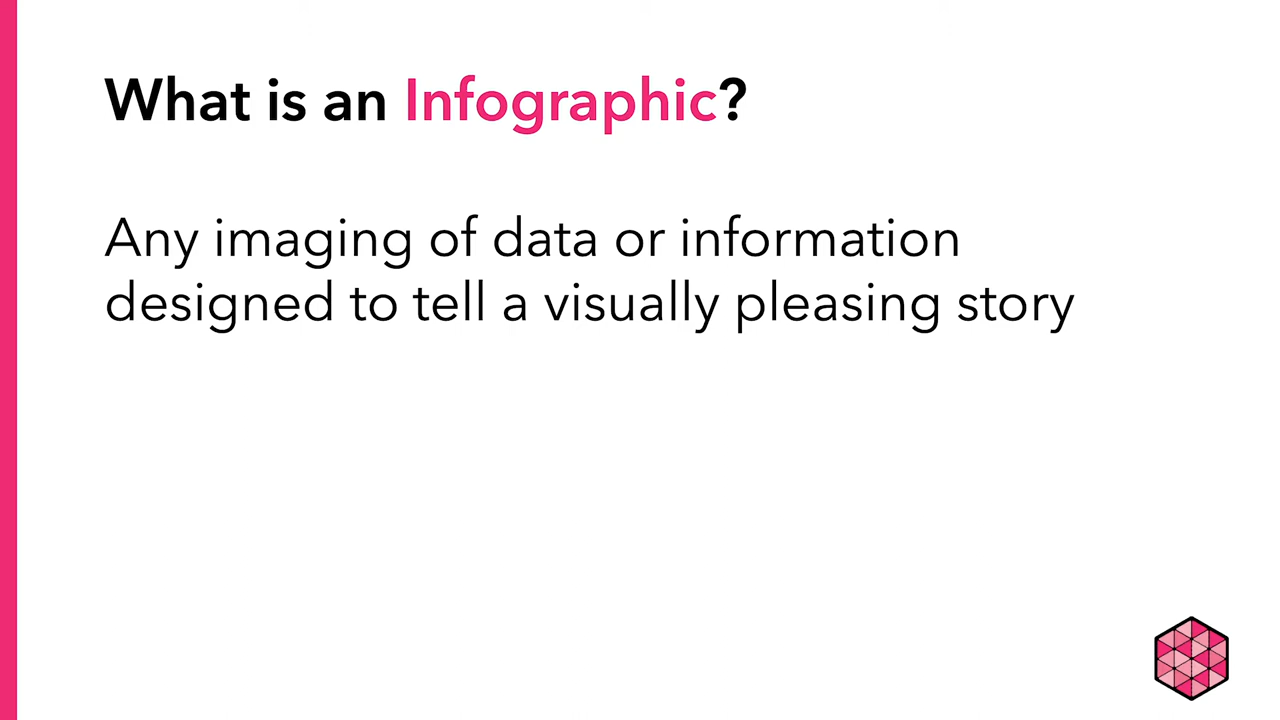 What is an Infographic?
Any imaging of data or information
designed to tell a visually pleasing story